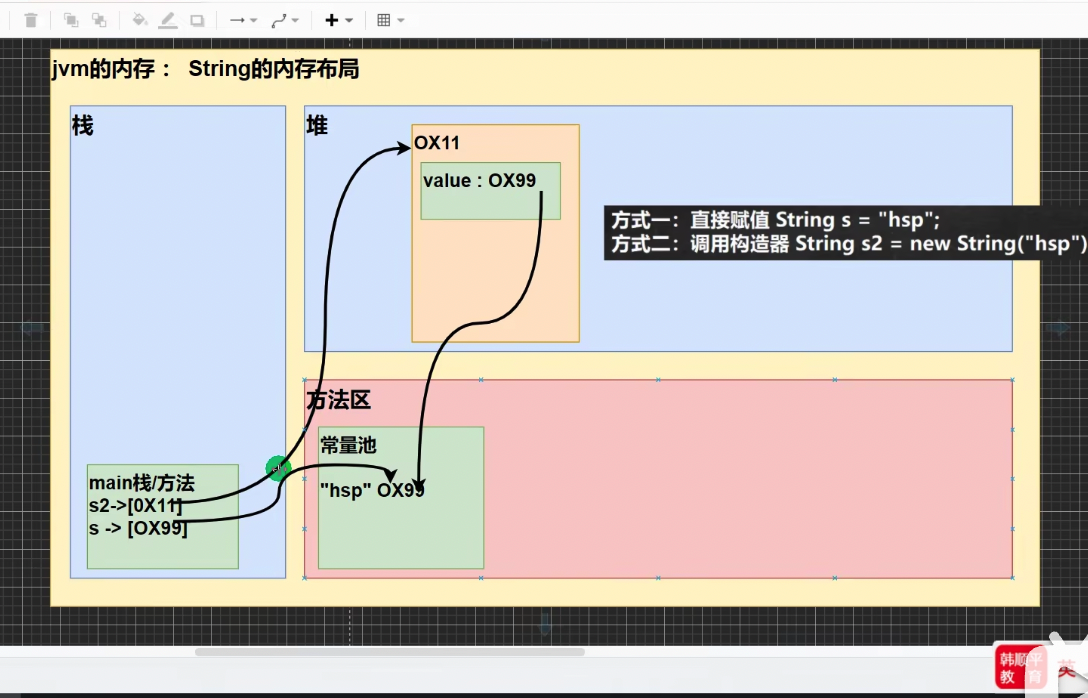 jvm的内存： String的内存布局
栈
堆
OX11
value : OX99
方式一：直接赋值 String s = "hsp";
方式二：调用构造器 String s2 = new String("hsp")
方法区
常量池
"hsp" OX99
main栈/方法
s2->[0X11]
s -> [OX99]
韩顺平
教育
英